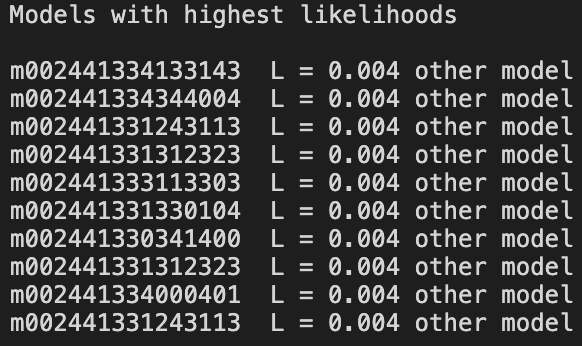 Models with highest likelihoods
m002441334133143  L = 0.004 other model
m002441334344004  L = 0.004 other model
m002441331243113  L = 0.004 other model
m002441331312323  L = 0.004 other model
m002441333113303  L = 0.004 other model
m002441331330104  L = 0.004 other model
m002441330341400  L = 0.004 other model
m002441331312323  L = 0.004 other model
m002441334000401  L = 0.004 other model
m002441331243113  L = 0.004 other model